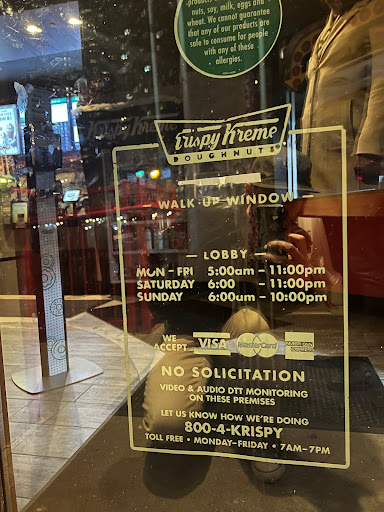 nuts, soy, milk, eggs and
wheat. We cannot guarantee
that any of our products are
safe to consume for people
with any of these
allergies.
Krispy Kreme
DOUGHNUTS
WALK-UP WINDOW
LOBBY
MON - FRI 5:00am - 11:00pm
SATURDAY 6:00 - 11:00pm
SUNDAY 6:00am - 10:00pm
WE ACCEPT VISA MasterCard AMERICAN EXPRESS
NO SOLICITATION
VIDEO & AUDIO DTT MONITORING
ON THESE PREMISES
LET US KNOW HOW WE'RE DOING
800-4-KRISPY
TOLL FREE • MONDAY-FRIDAY • 7AM-7PM